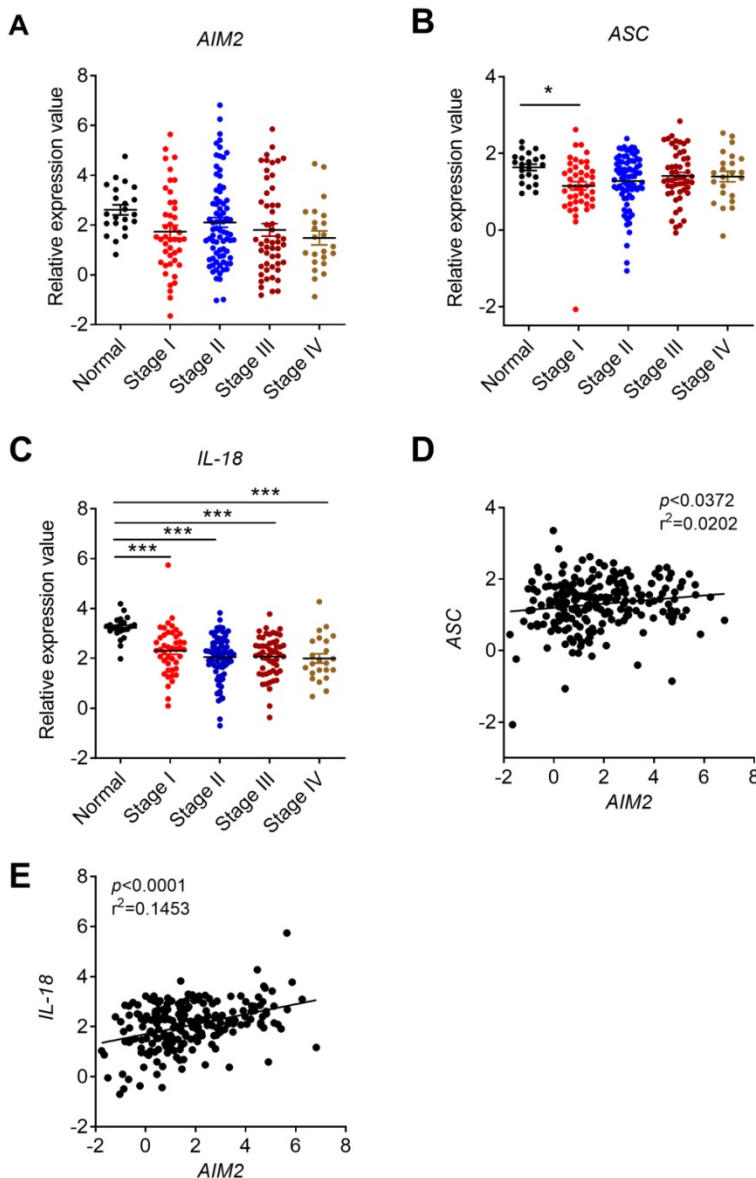 A
AIM2
Relative expression value
8
6
4
2
0
-2
Normal
Stage I
Stage II
Stage III
Stage IV
B
ASC
Relative expression value
*
4
2
0
-2
Normal
Stage I
Stage II
Stage III
Stage IV
C
IL-18
Relative expression value
***
***
***
***
8
6
4
2
0
-2
Normal
Stage I
Stage II
Stage III
Stage IV
D
p<0.0372
r²=0.0202
ASC
4
2
0
-2
-2 0 2 4 6 8
AIM2
E
p<0.0001
r²=0.1453
IL-18
8
6
4
2
0
-2
-2 0 2 4 6 8
AIM2